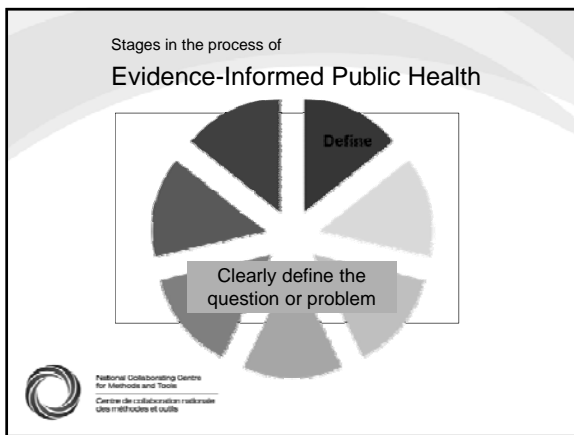 Stages in the process of
Evidence-Informed Public Health
Define
Clearly define the
question or problem
National Collaborating Centre
for Methods and Tools
Centre de collaboration nationale
des méthodes et outils